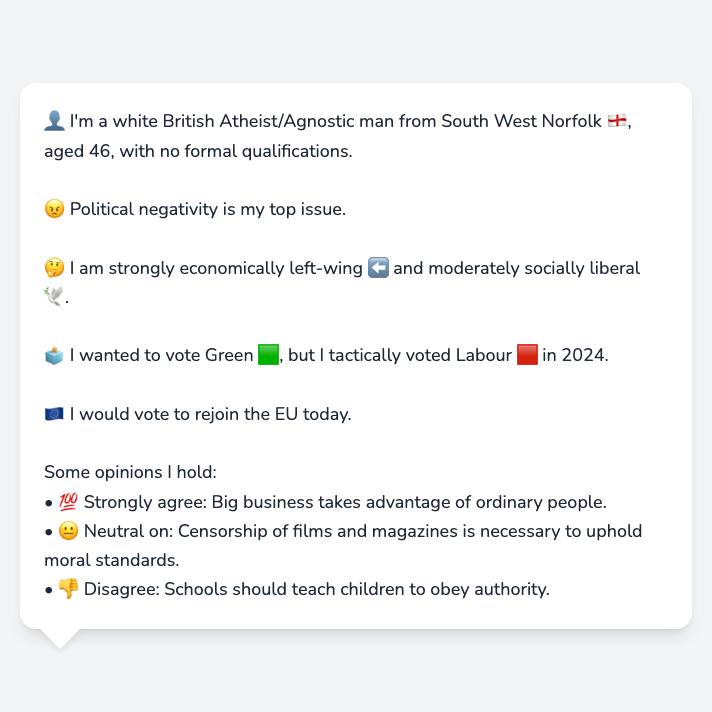 👤 I'm a white British Atheist/Agnostic man from South West Norfolk 🏴󠁧󠁢󠁥󠁮󠁧󠁿,
aged 46, with no formal qualifications.
😠 Political negativity is my top issue.
🤔 I am strongly economically left-wing ⬅️ and moderately socially liberal
🕊️.
🗳️ I wanted to vote Green 🟩, but I tactically voted Labour 🟥 in 2024.
🇪🇺 I would vote to rejoin the EU today.
Some opinions I hold:
• 💯 Strongly agree: Big business takes advantage of ordinary people.
• 😐 Neutral on: Censorship of films and magazines is necessary to uphold
moral standards.
• 👎 Disagree: Schools should teach children to obey authority.